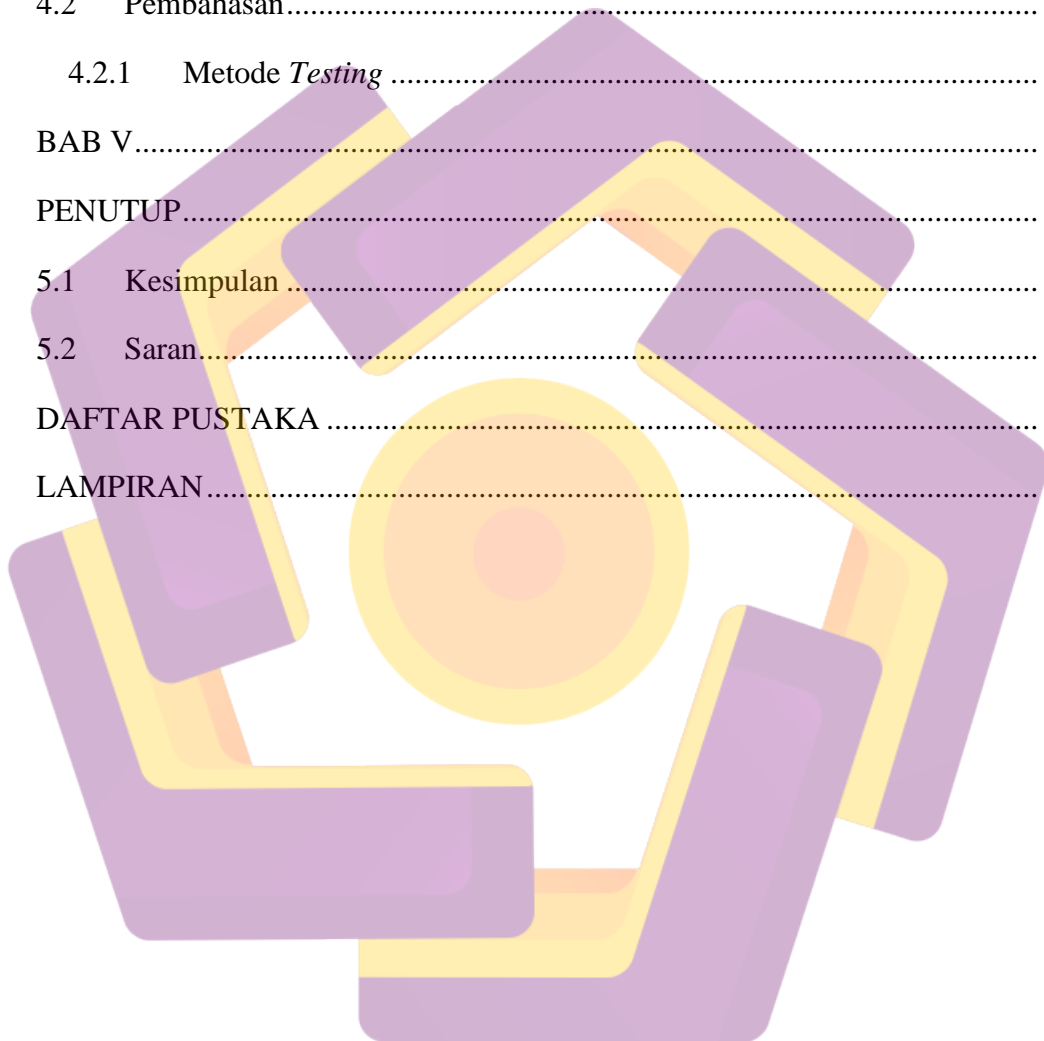 4.2 Pembahasan........................................................................................
4.2.1 Metode Testing ........................................................................................
BAB V........................................................................................
PENUTUP........................................................................................
5.1 Kesimpulan ........................................................................................
5.2 Saran........................................................................................
DAFTAR PUSTAKA ........................................................................................
LAMPIRAN........................................................................................